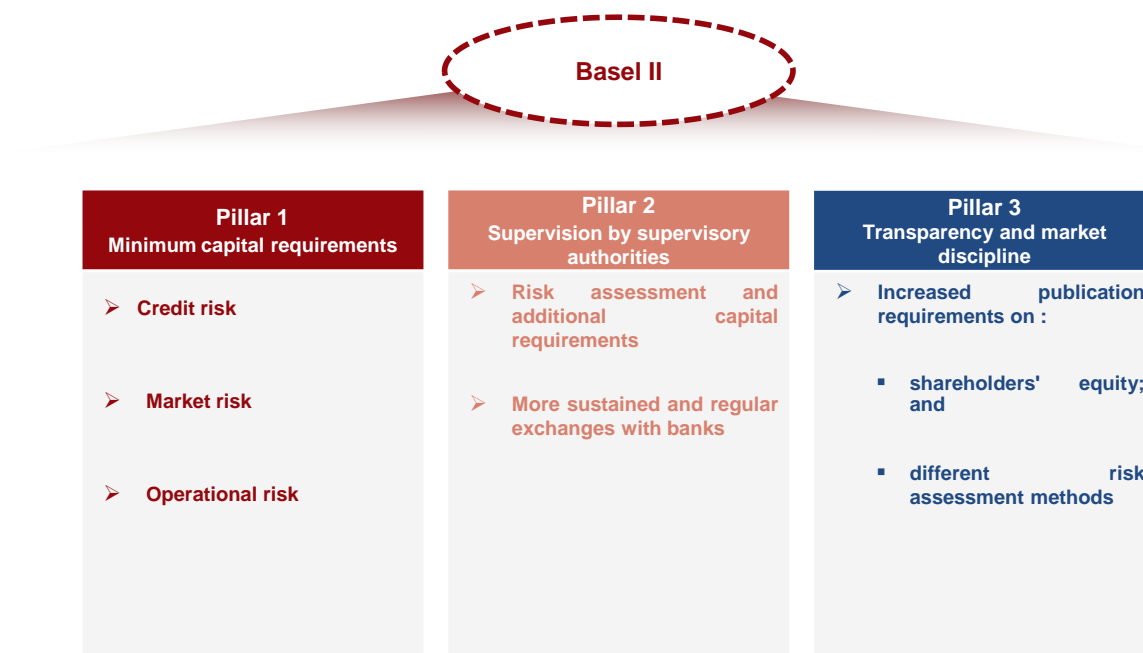 Basel II
Pillar 1
Minimum capital requirements
Credit risk
Market risk
Operational risk
Pillar 2
Supervision by supervisory
authorities
Risk assessment and
additional capital
requirements
More sustained and regular
exchanges with banks
Pillar 3
Transparency and market
discipline
Increased publication
requirements on :
shareholders' equity;
and
different risk
assessment methods